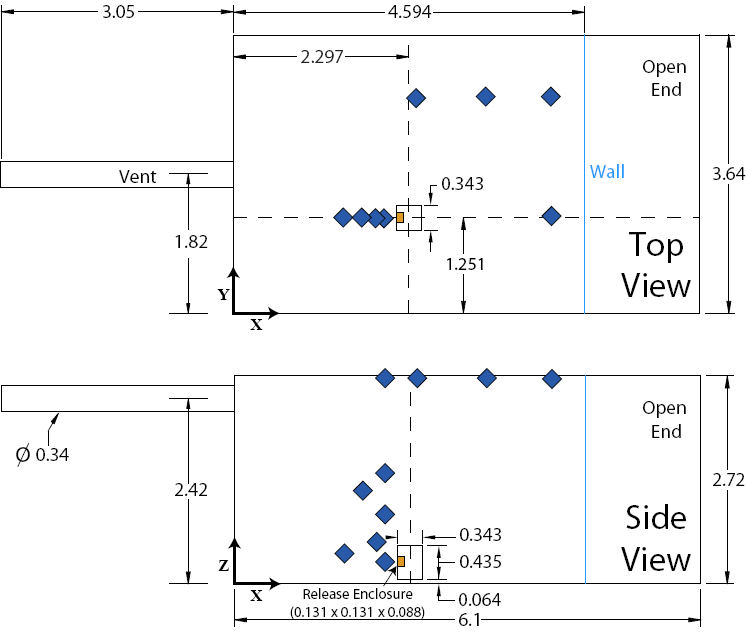 3.05
4.594
2.297
Open
End
Vent
0.343
Wall
3.64
1.82
1.251
Top
View
Y
X
Open
End
Ø 0.34
2.42
2.72
0.343
Side
View
0.435
Z
X
Release Enclosure
(0.131 x 0.131 x 0.088)
0.064
6.1